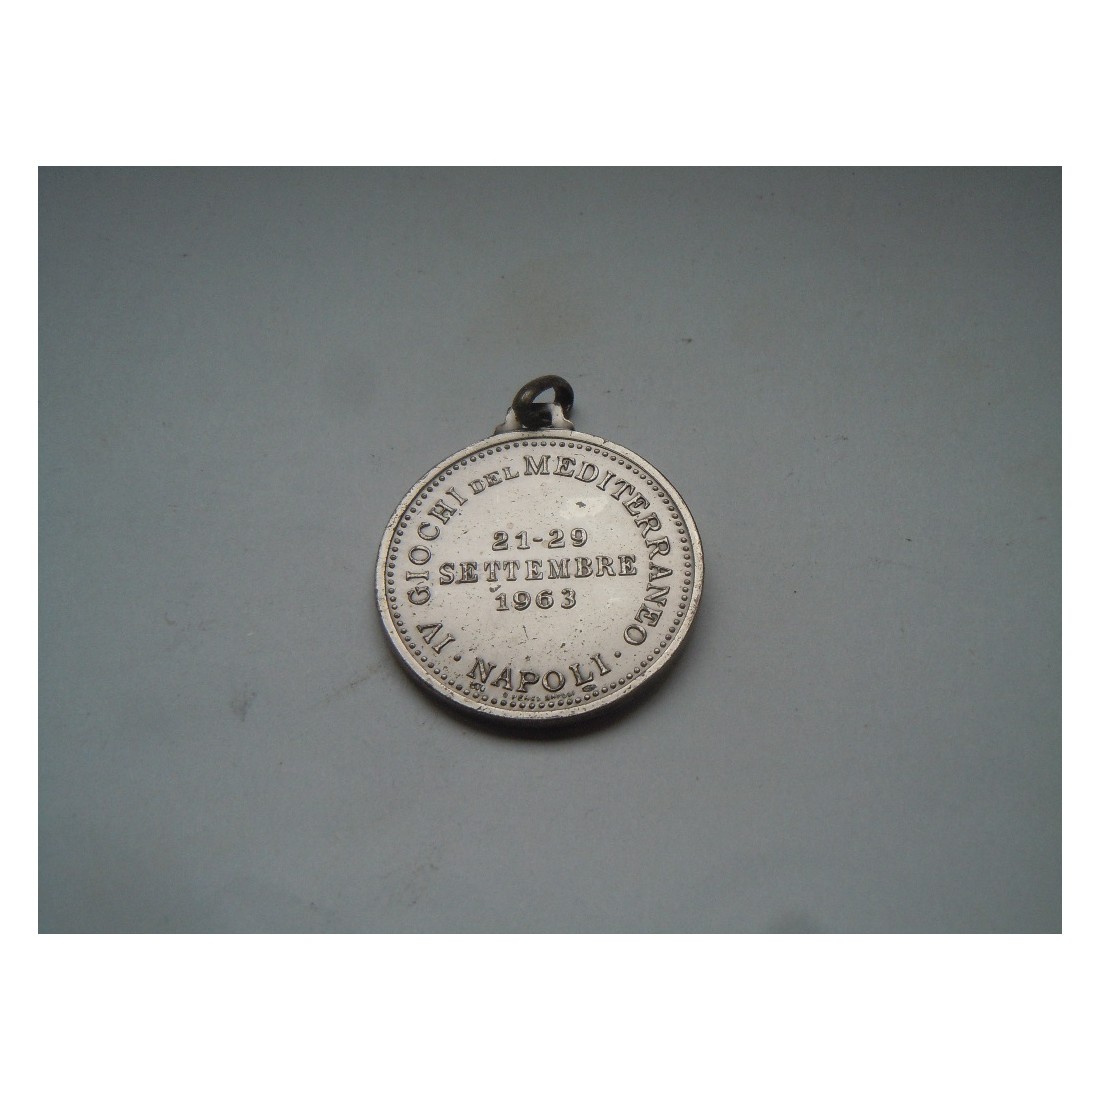 IV GIOCHI DEL MEDITERRANEO
21-29
SETTEMBRE
1963
· NAPOLI ·